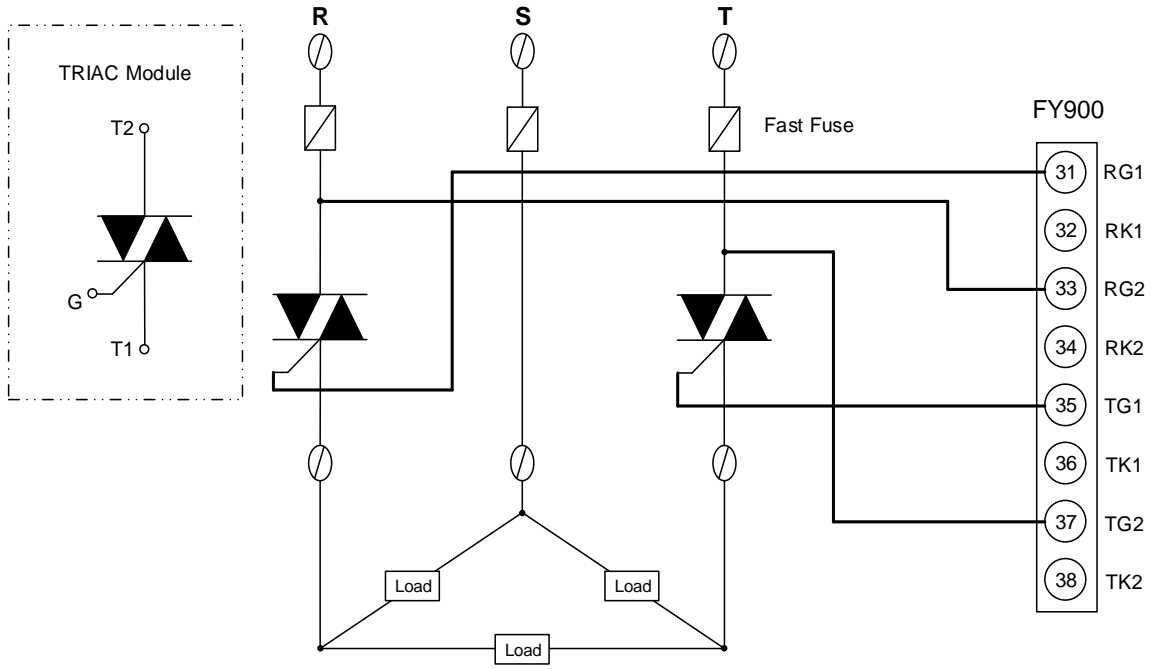 R
S
T
TRIAC Module
T2
G
T1
Fast Fuse
FY900
31 RG1
32 RK1
33 RG2
34 RK2
35 TG1
36 TK1
37 TG2
38 TK2
Load
Load
Load